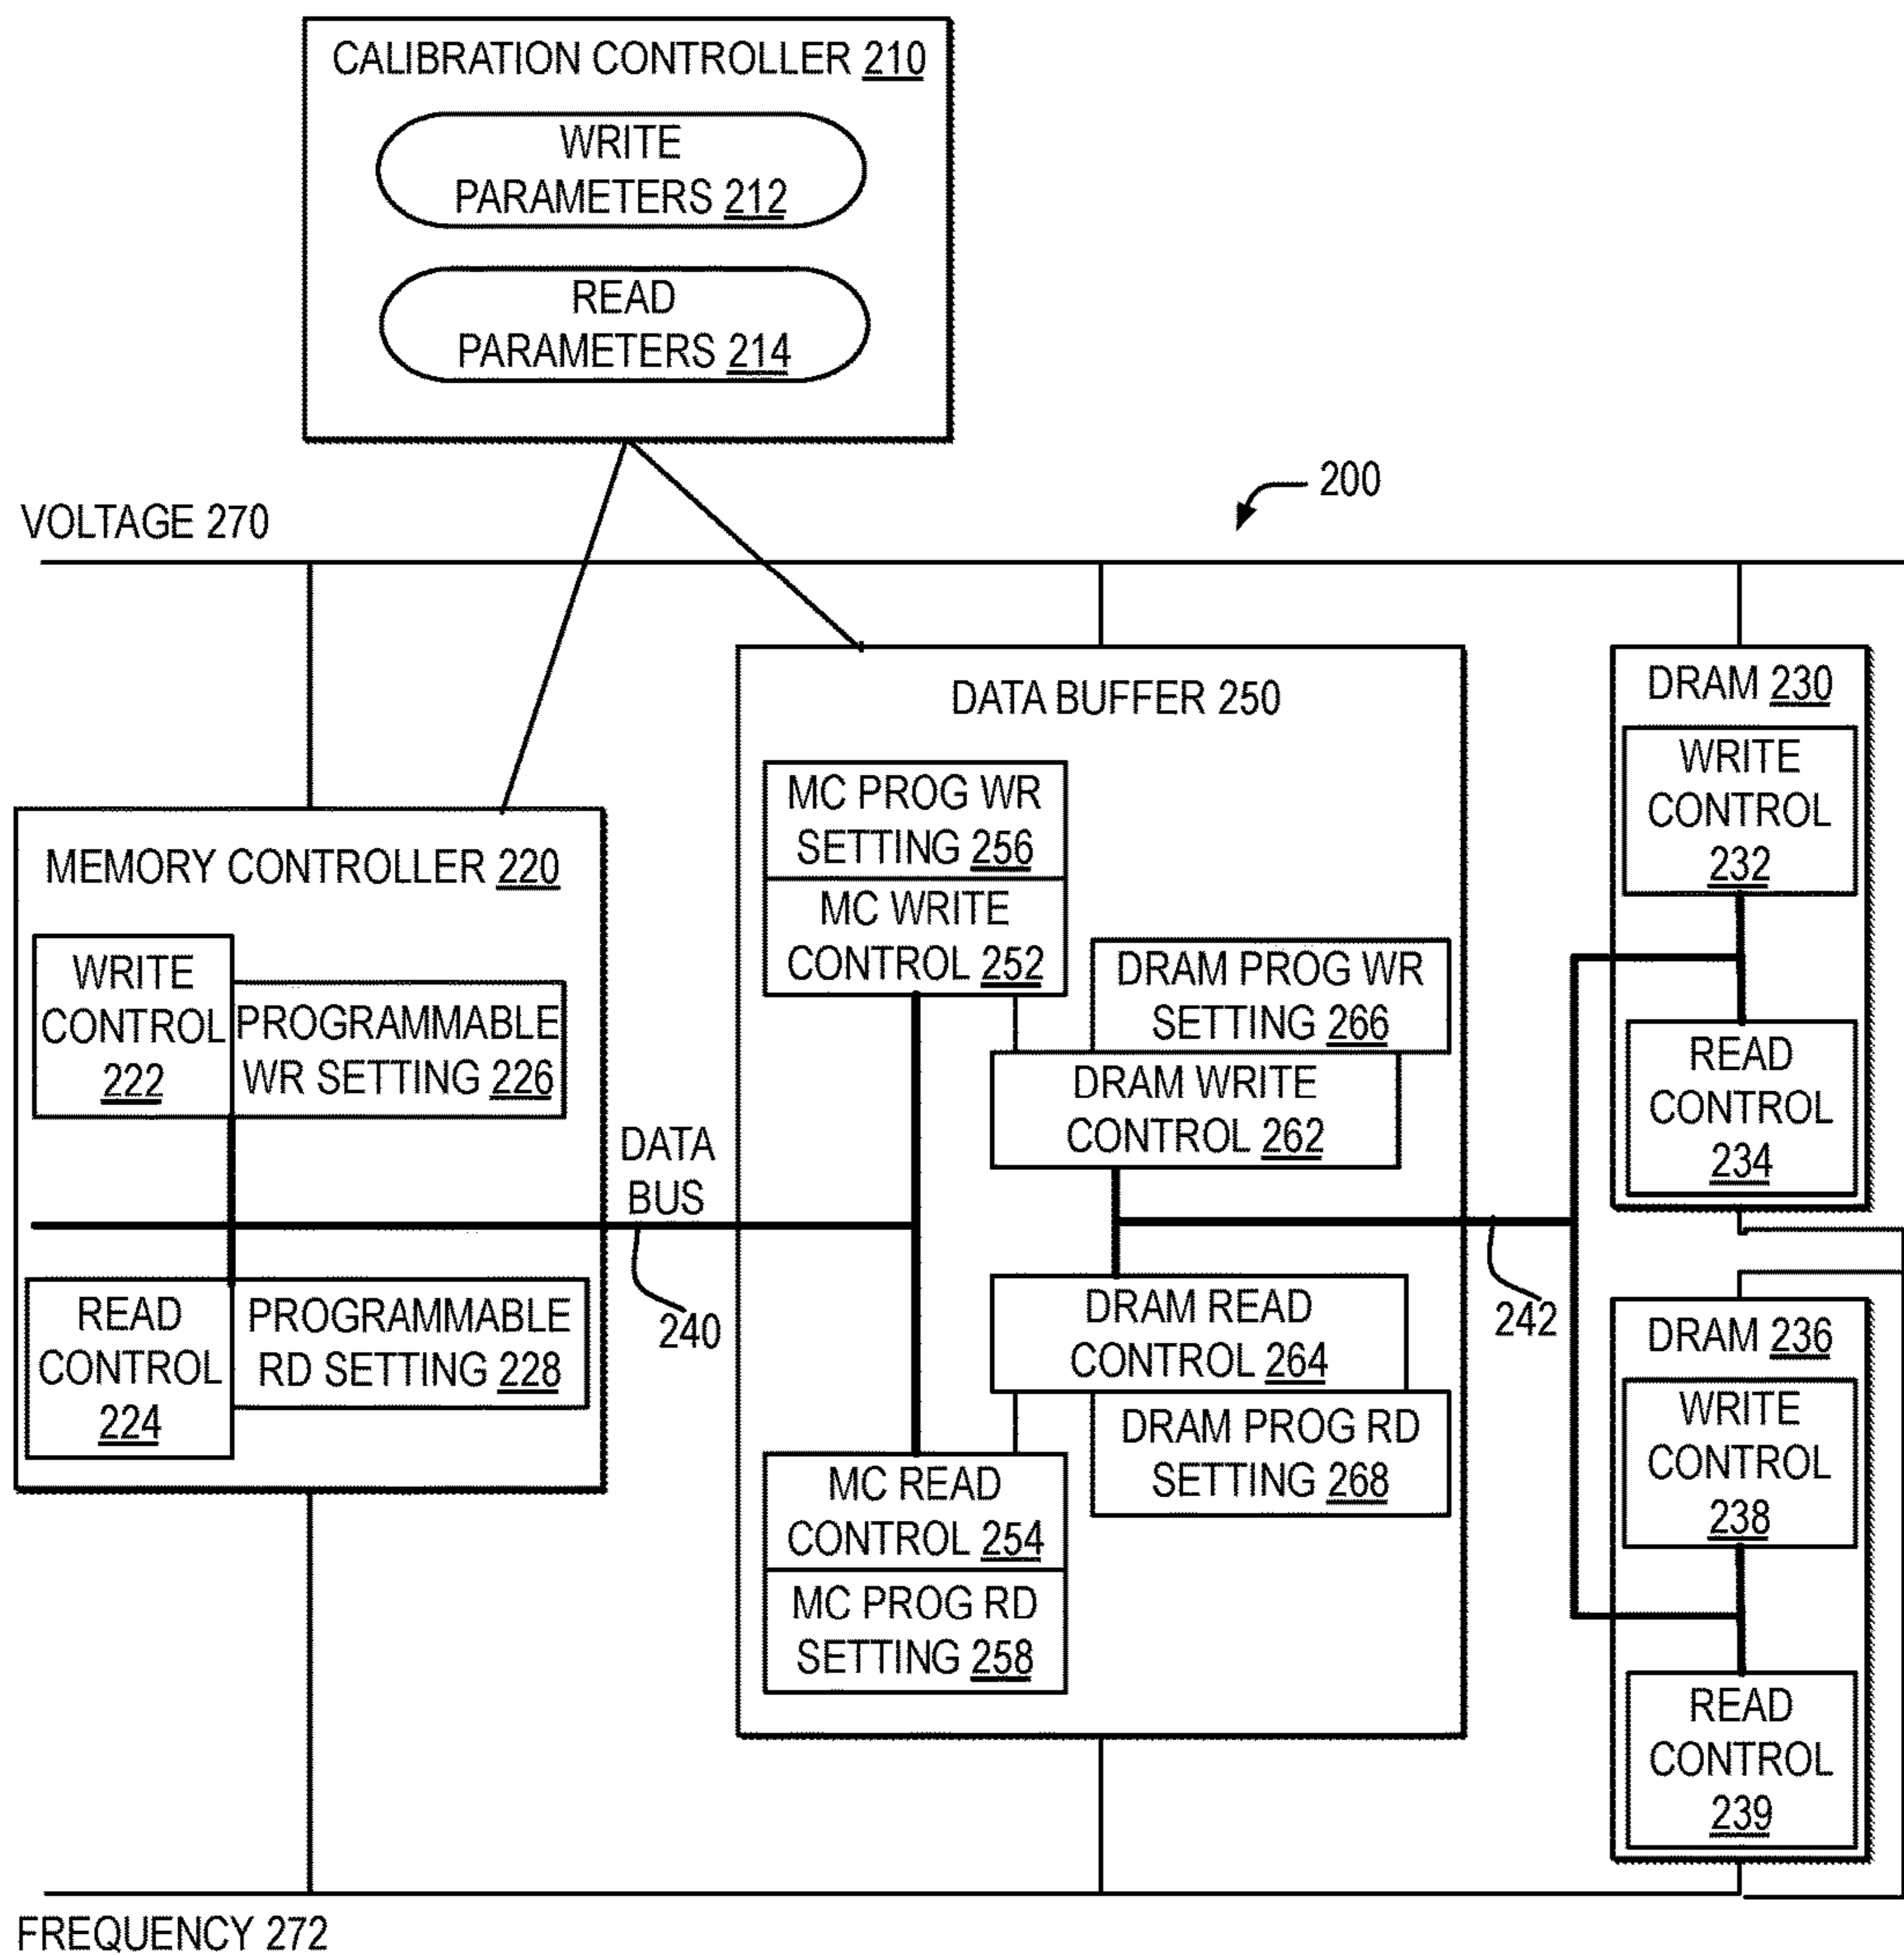 CALIBRATION CONTROLLER 210
WRITE
PARAMETERS 212
READ
PARAMETERS 214
200
VOLTAGE 270
MEMORY CONTROLLER 220
WRITE
CONTROL
222
PROGRAMMABLE
WR SETTING 226
READ
CONTROL
224
PROGRAMMABLE
RD SETTING 228
DATA
BUS
240
DATA BUFFER 250
MC PROG WR
SETTING 256
MC WRITE
CONTROL 252
DRAM PROG WR
SETTING 266
DRAM WRITE
CONTROL 262
DRAM READ
CONTROL 264
DRAM PROG RD
SETTING 268
MC READ
CONTROL 254
MC PROG RD
SETTING 258
242
DRAM 230
WRITE
CONTROL
232
READ
CONTROL
234
DRAM 236
WRITE
CONTROL
238
READ
CONTROL
239
FREQUENCY 272